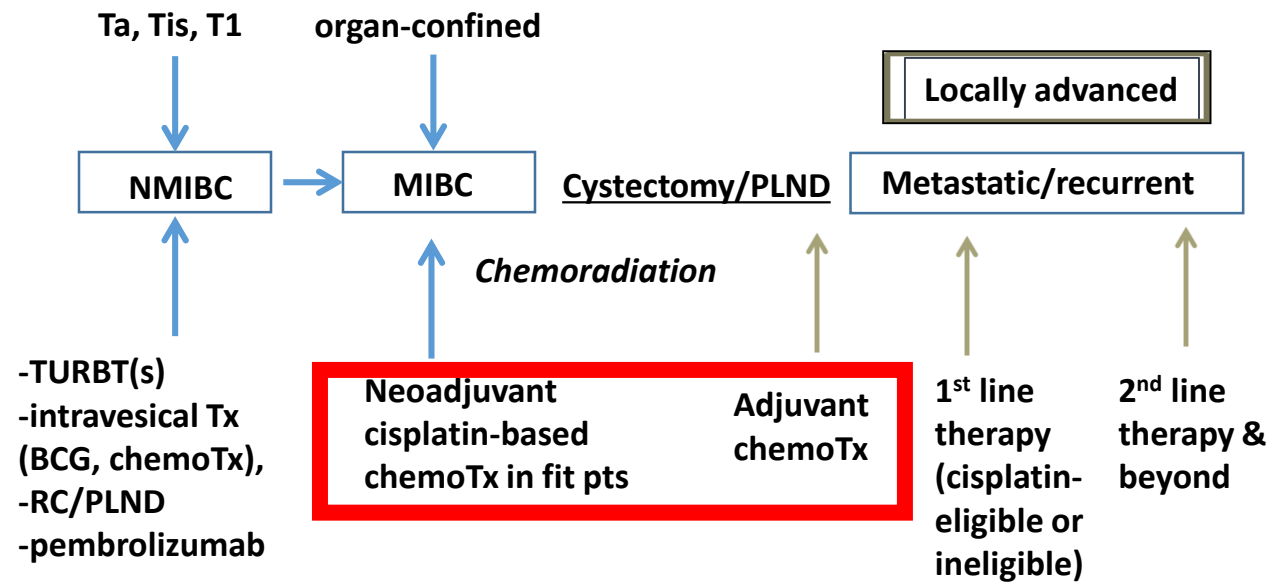 Ta, Tis, T1
organ-confined
Locally advanced
NMIBC
MIBC
Cystectomy/PLND
Metastatic/recurrent
Chemoradiation
-TURBT(s)
-intravesical Tx
(BCG, chemoTx),
-RC/PLND
-pembrolizumab
Neoadjuvant
cisplatin-based
chemoTx in fit pts
Adjuvant
chemoTx
1st line
therapy
(cisplatin-
eligible or
ineligible)
2nd line
therapy &
beyond